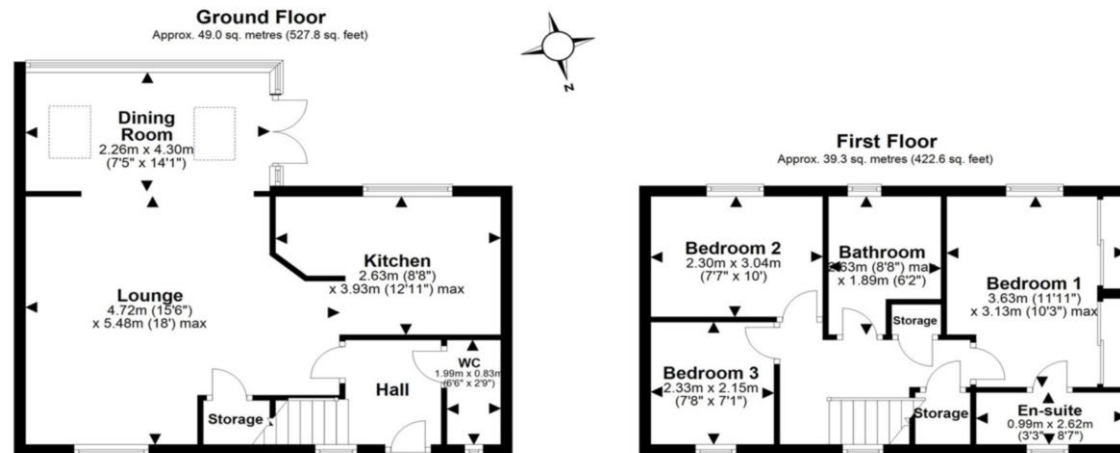 Ground Floor
Approx. 49.0 sq. metres (527.8 sq. feet)
Dining
Room
2.26m x 4.30m
(7'5" x 14'1")
Kitchen
2.63m (8'8")
x 3.93m (12'11") max
Lounge
4.72m (15'6")
x 5.48m (18') max
WC
1.99m x 0.83m
(6'6" x 2'9")
Hall
Storage
N
First Floor
Approx. 39.3 sq. metres (422.6 sq. feet)
Bedroom 2
2.30m x 3.04m
(7'7" x 10')
Bathroom
2.63m (8'8") max
x 1.89m (6'2")
Bedroom 1
3.63m (11'11")
x 3.13m (10'3") max
Storage
Bedroom 3
2.33m x 2.15m
(7'8" x 7'1")
Storage
En-suite
0.99m x 2.62m
(3'3" x 8'7")